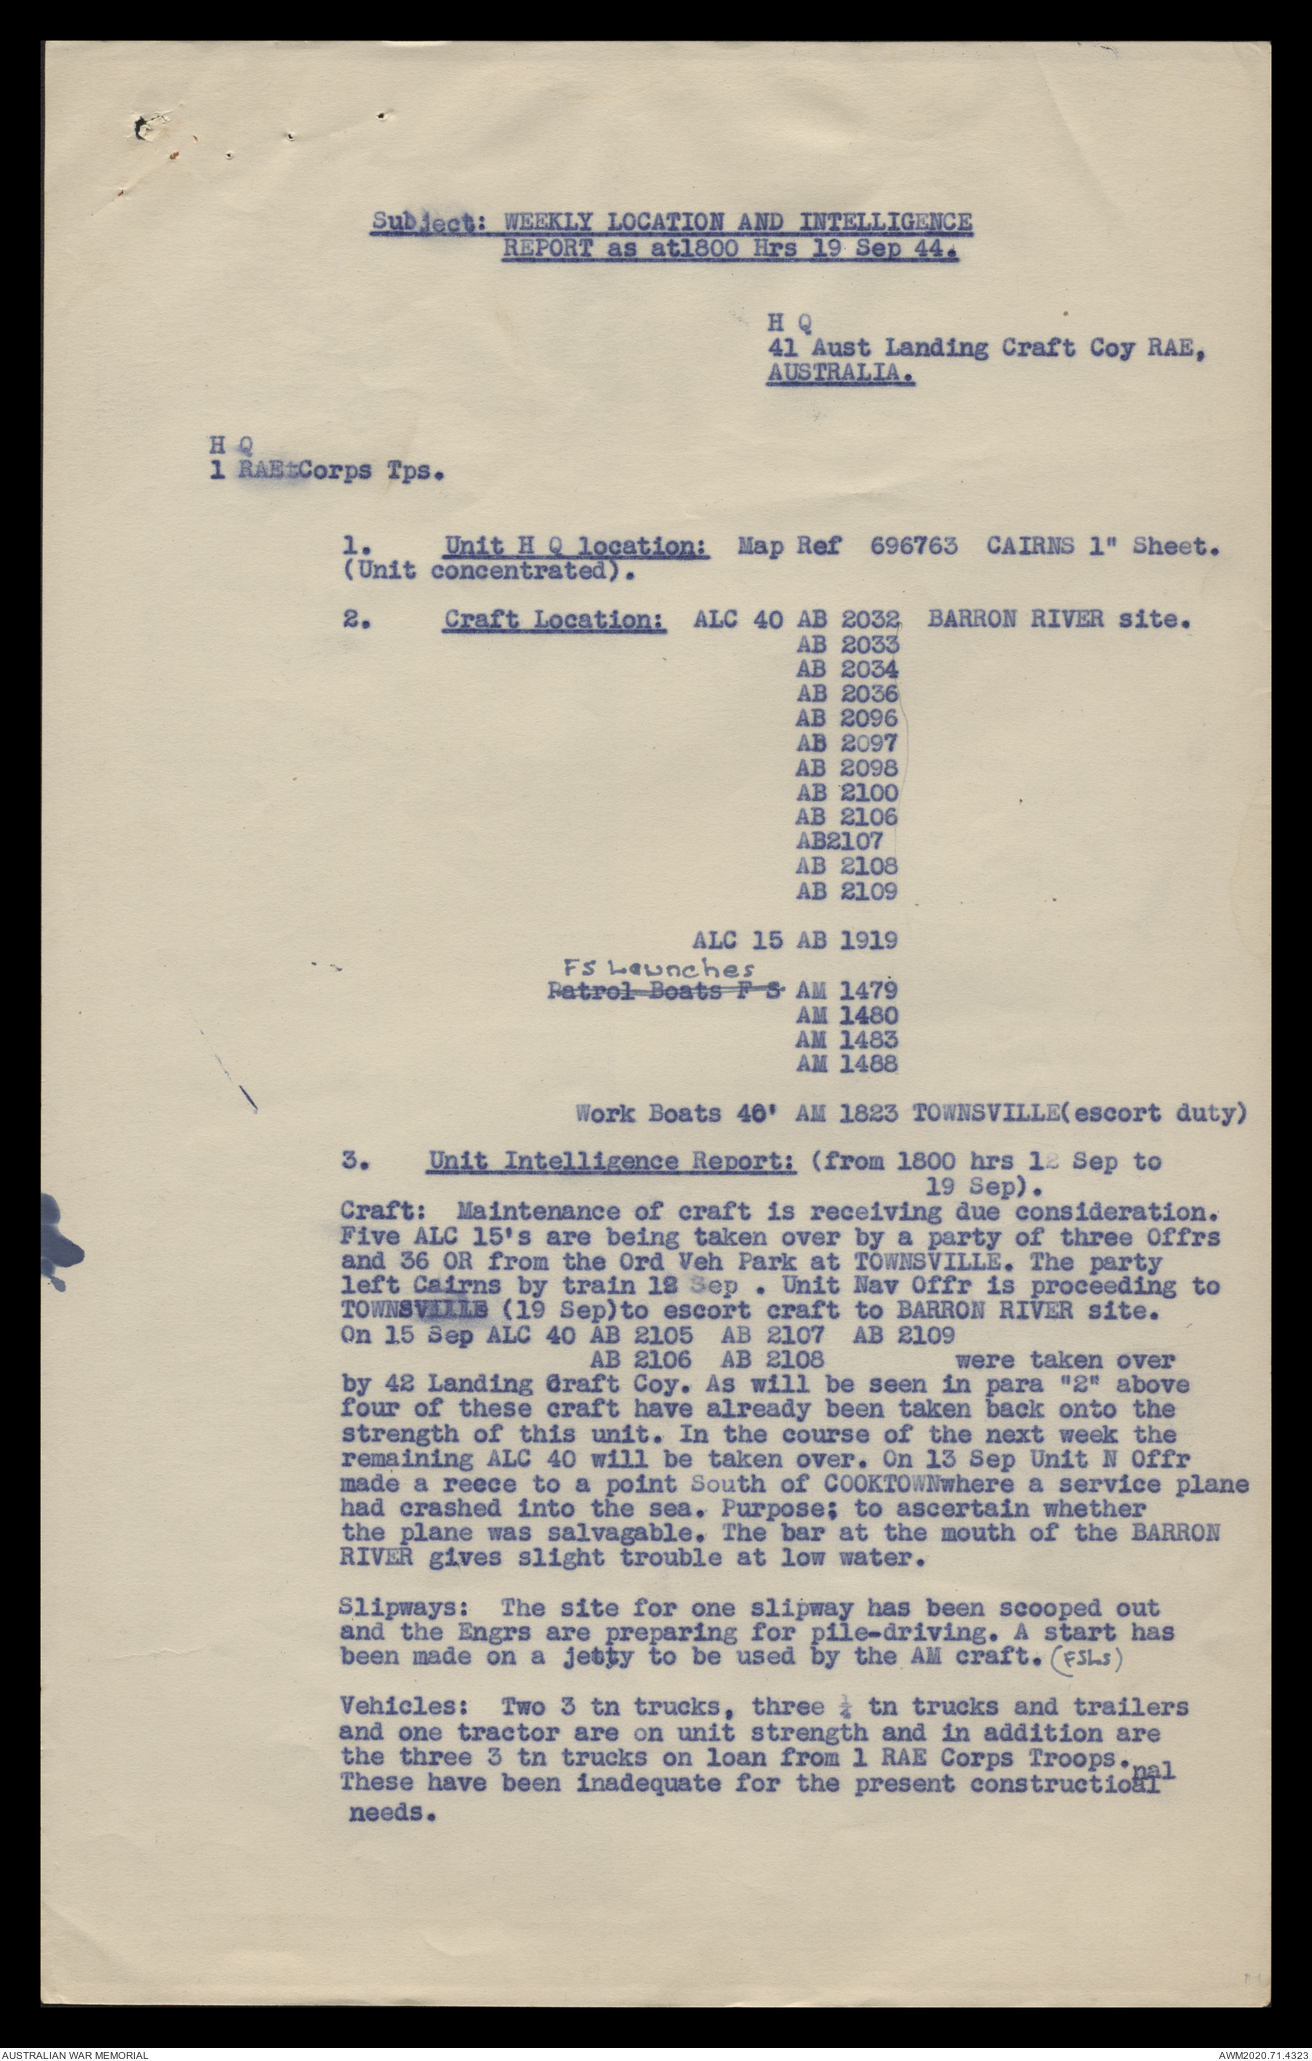 Subject: WEEKLY LOCATION AND INTELLIGENCE
REPORT as at1800 Hrs 19 Sep 44.
H Q
41 Aust Landing Craft Coy RAE,
AUSTRALIA.
H Q
1 RAE Corps Tps.
1. Unit H Q location: Map Ref 696763 CAIRNS 1" Sheet.
(Unit concentrated).
2. Craft Location: ALC 40 AB 2032, BARRON RIVER site.
AB 2033
AB 2034
AB 2036
AB 2096
AB 2097
AB 2098
AB 2100
AB 2106
AB2107
AB 2108
AB 2109
ALC 15 AB 1919
FS Launches
Patrol Boats F S AM 1479
AM 1480
AM 1483
AM 1488
Work Boats 40' AM 1823 TOWNSVILLE(escort duty)
3. Unit Intelligence Report: (from 1800 hrs 12 Sep to
19 Sep).
Craft: Maintenance of craft is receiving due consideration.
Five ALC 15's are being taken over by a party of three Offrs
and 36 OR from the Ord Veh Park at TOWNSVILLE. The party
left Cairns by train 18 Sep . Unit Nav Offr is proceeding to
TOWNSVILLE (19 Sep)to escort craft to BARRON RIVER site.
On 15 Sep ALC 40 AB 2105 AB 2107 AB 2109
AB 2106 AB 2108 were taken over
by 42 Landing Craft Coy. As will be seen in para "2" above
four of these craft have already been taken back onto the
strength of this unit. In the course of the next week the
remaining ALC 40 will be taken over. On 13 Sep Unit N Offr
made a reece to a point South of COOKTOWNwhere a service plane
had crashed into the sea. Purpose; to ascertain whether
the plane was salvagable. The bar at the mouth of the BARRON
RIVER gives slight trouble at low water.
Slipways: The site for one slipway has been scooped out
and the Engrs are preparing for pile-driving. A start has
been made on a jetty to be used by the AM craft. (FSLs)
Vehicles: Two 3 tn trucks, three ¼ tn trucks and trailers
and one tractor are on unit strength and in addition are
the three 3 tn trucks on loan from 1 RAE Corps Troops.
These have been inadequate for the present constructional
needs.
AUSTRALIAN WAR MEMORIAL
AWM2020.71.4323